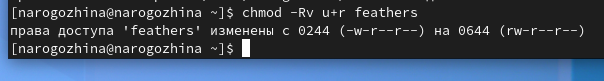 [narogozhina@narogozhina ~]$ chmod -Rv u+r feathers
права доступа 'feathers' изменены с 0244 (-w-r--r--) на 0644 (rw-r--r--)
[narogozhina@narogozhina ~]$